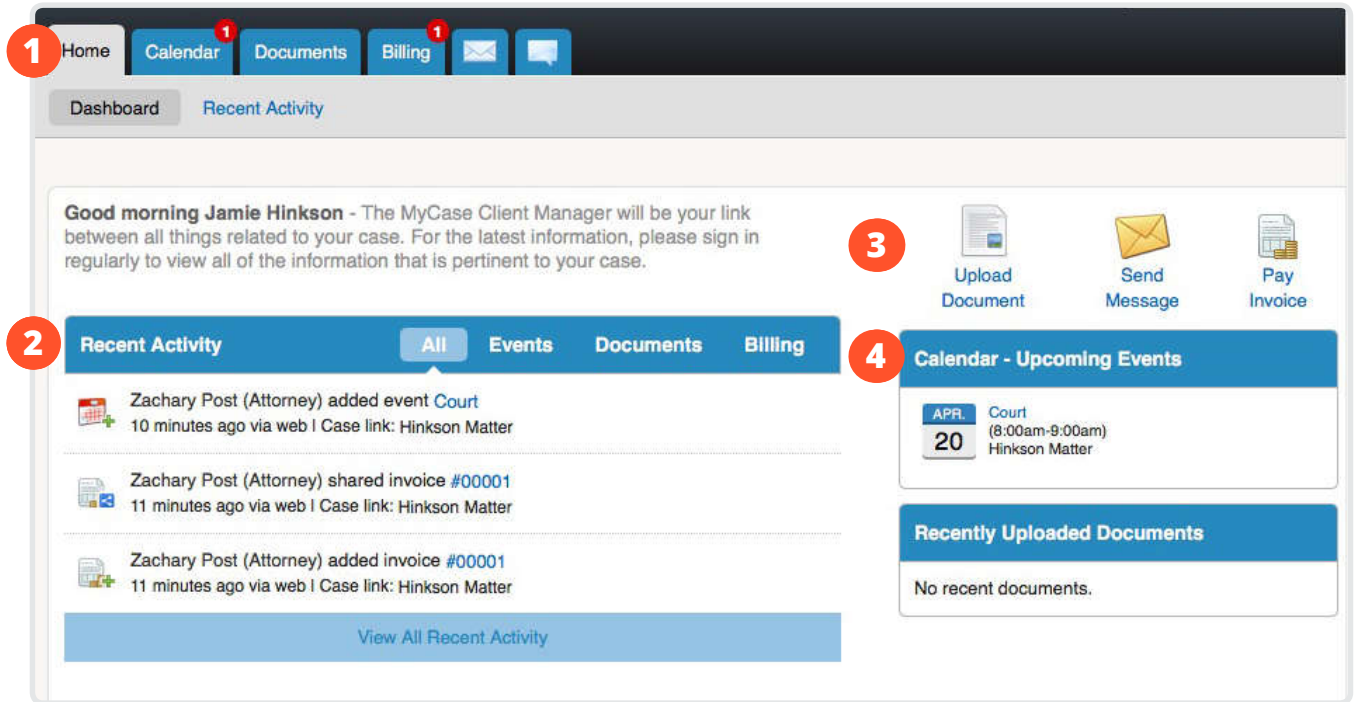 1 Home Calendar 1 Documents Billing 1
Dashboard Recent Activity
Good morning Jamie Hinkson - The MyCase Client Manager will be your link
between all things related to your case. For the latest information, please sign in
regularly to view all of the information that is pertinent to your case.
3
Upload
Document
Send
Message
Pay
Invoice
2 Recent Activity All Events Documents Billing
Zachary Post (Attorney) added event Court
10 minutes ago via web | Case link: Hinkson Matter
Zachary Post (Attorney) shared invoice #00001
11 minutes ago via web | Case link: Hinkson Matter
Zachary Post (Attorney) added invoice #00001
11 minutes ago via web | Case link: Hinkson Matter
View All Recent Activity
4 Calendar - Upcoming Events
APR.
20
Court
(8:00am-9:00am)
Hinkson Matter
Recently Uploaded Documents
No recent documents.